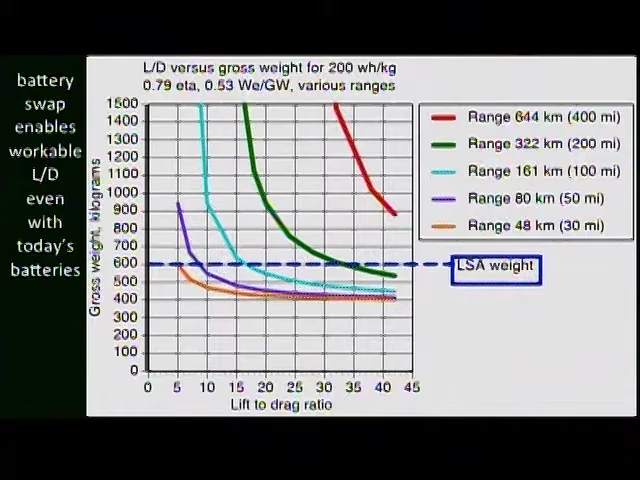 battery
swap
enables
workable
L/D
even
with
today's
batteries
L/D versus gross weight for 200 wh/kg
0.79 eta, 0.53 We/GW, various ranges
Gross weight, kilograms
1500
1400
1300
1200
1100
1000
900
800
700
600
500
400
300
200
100
0
0 5 10 15 20 25 30 35 40 45
Lift to drag ratio
Range 644 km (400 mi)
Range 322 km (200 mi)
Range 161 km (100 mi)
Range 80 km (50 mi)
Range 48 km (30 mi)
LSA weight